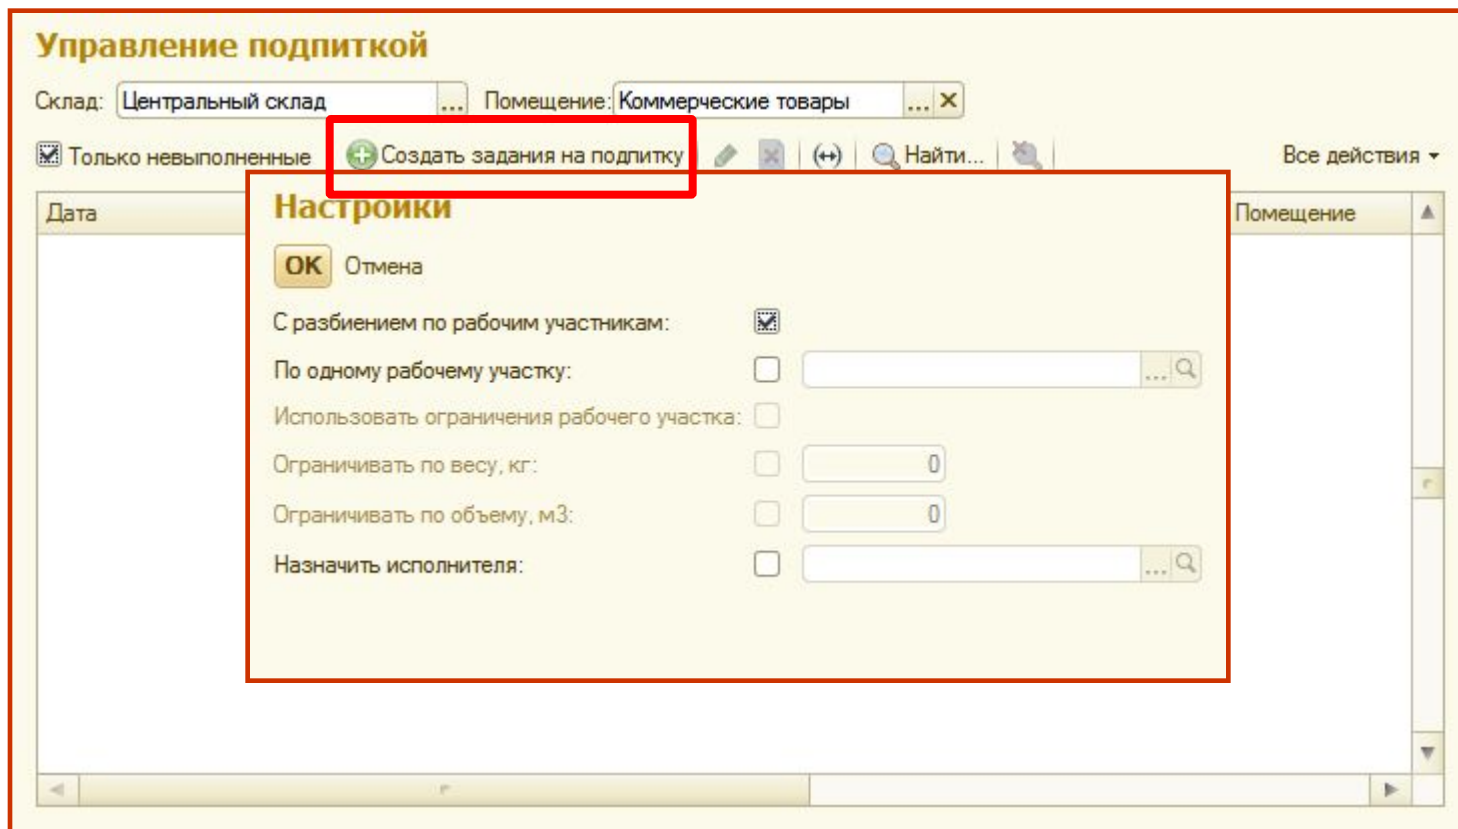 Управление подпиткой
Склад: Центральный склад ... Помещение: Коммерческие товары ...
Только невыполненные Создать задания на подпитку Найти... Все действия
Дата Помещение
Настройки
OK Отмена
С разбиением по рабочим участникам:
По одному рабочему участку: ...
Использовать ограничения рабочего участка:
Ограничивать по весу, кг: 0
Ограничивать по объему, м3: 0
Назначить исполнителя: ...